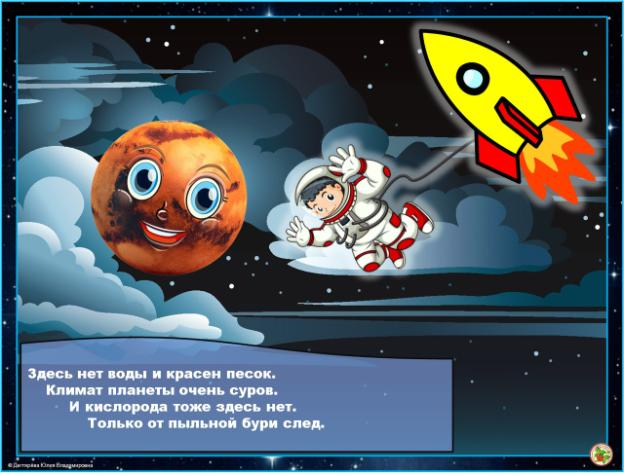 Здесь нет воды и красен песок.
Климат планеты очень суров.
И кислорода тоже здесь нет.
Только от пыльной бури след.
© Дегтярёва Юлия Владимировна